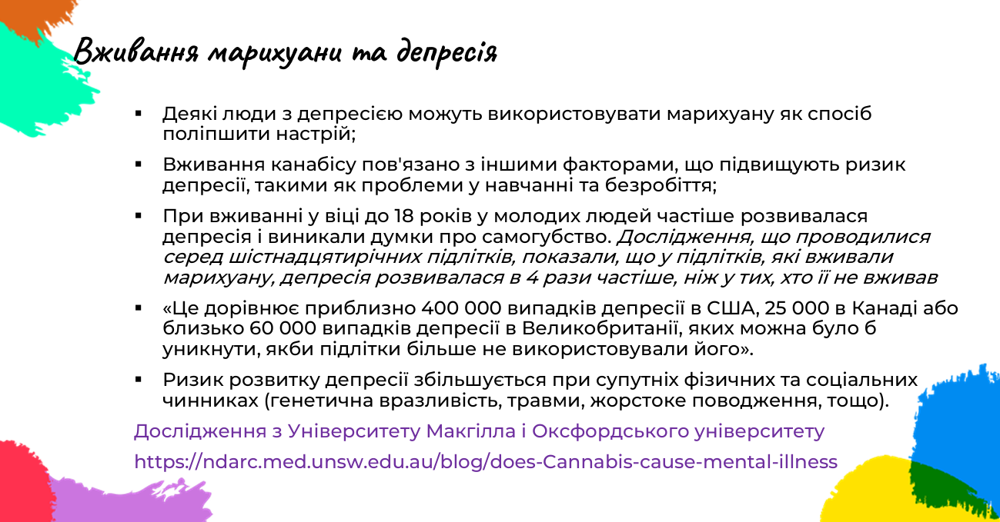 Вживання марихуани та депресія
▪ Деякі люди з депресією можуть використовувати марихуану як спосіб
поліпшити настрій;
▪ Вживання канабісу пов'язано з іншими факторами, що підвищують ризик
депресії, такими як проблеми у навчанні та безробіття;
▪ При вживанні у віці до 18 років у молодих людей частіше розвивалася
депресія і виникали думки про самогубство. Дослідження, що проводилися
серед шістнадцятирічних підлітків, показали, що у підлітків, які вживали
марихуану, депресія розвивалася в 4 рази частіше, ніж у тих, хто її не вживав
▪ «Це дорівнює приблизно 400 000 випадків депресії в США, 25 000 в Канаді або
близько 60 000 випадків депресії в Великобританії, яких можна було б
уникнути, якби підлітки більше не використовували його».
▪ Ризик розвитку депресії збільшується при супутніх фізичних та соціальних
чинниках (генетична вразливість, травми, жорстоке поводження, тощо).
Дослідження з Університету Макгілла і Оксфордського університету
https://ndarc.med.unsw.edu.au/blog/does-Cannabis-cause-mental-illness